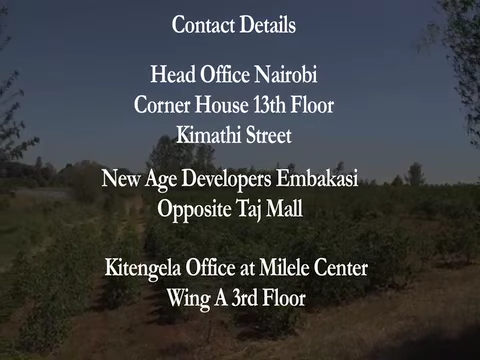 Contact Details
Head Office Nairobi
Corner House 13th Floor
Kimathi Street
New Age Developers Embakasi
Opposite Taj Mall
Kitengela Office at Milele Center
Wing A 3rd Floor